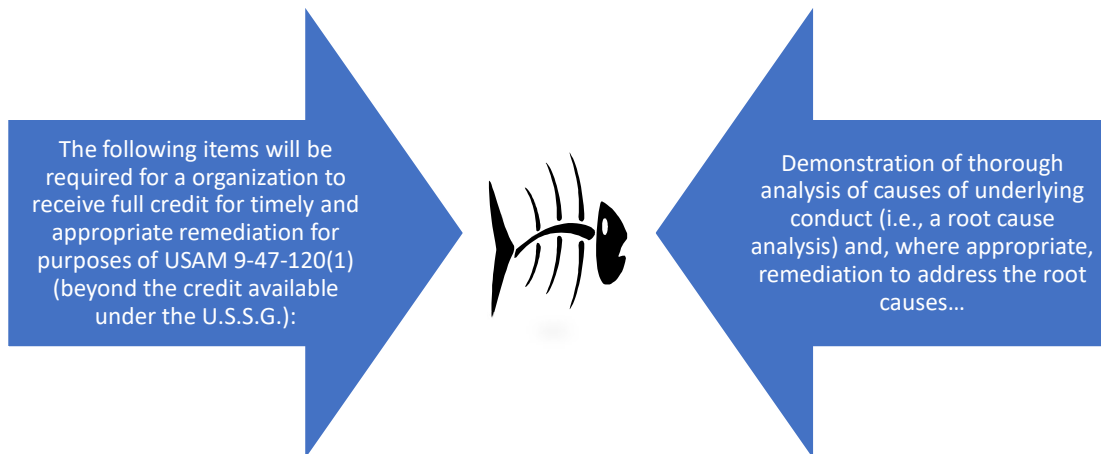 The following items will be
required for a organization to
receive full credit for timely and
appropriate remediation for
purposes of USAM 9-47-120(1)
(beyond the credit available
under the U.S.S.G.):
Demonstration of thorough
analysis of causes of underlying
conduct (i.e., a root cause
analysis) and, where appropriate,
remediation to address the root
causes...